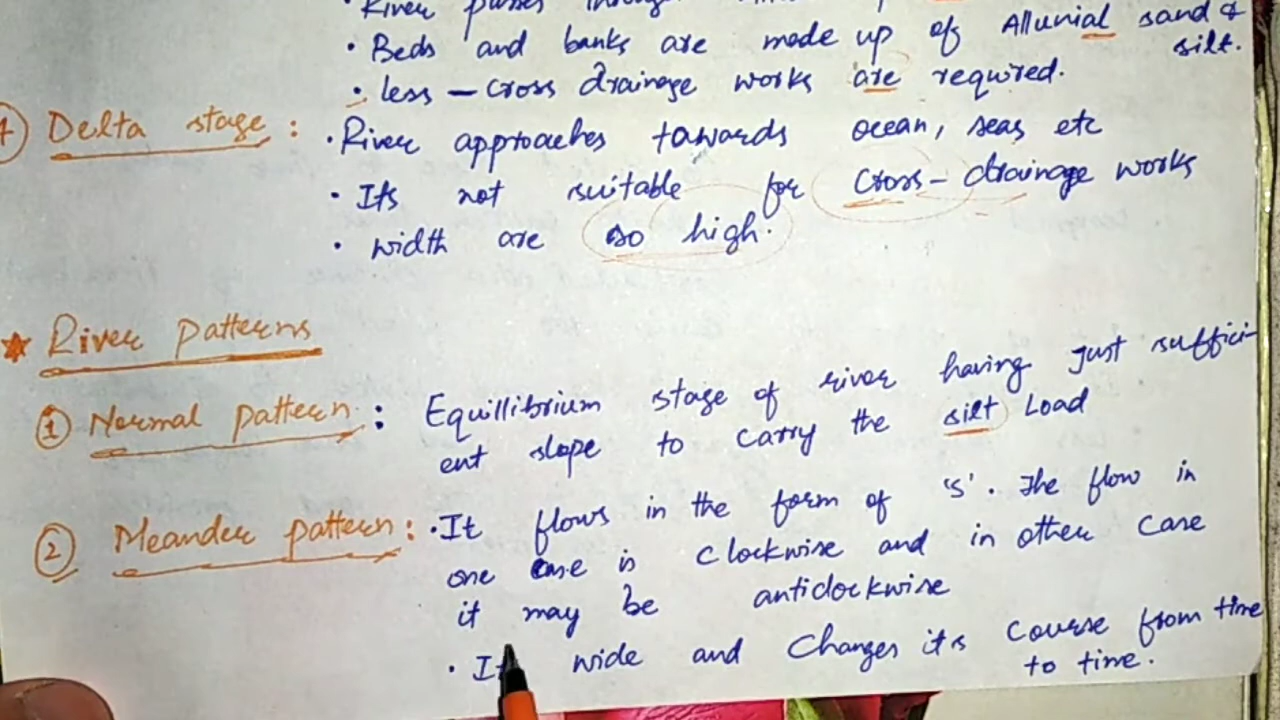 • River passes through
• Beds and banks are made up of Allunial sand &
silt.
• less – cross drainage works are required.
4) Delta stage : • River approaches towards ocean, seas etc
• Its not suitable for cross – drainage works
• width are so high.
★ River Patterns
① Normal pattern : Equillibrium stage of river having just suffici-
ent slope to carry the silt Load
② Meander pattern : • It flows in the form of 's'. The flow in
one case is clockwise and in other case
it may be anticlockwise
• wide and changes it's course from time
to time.